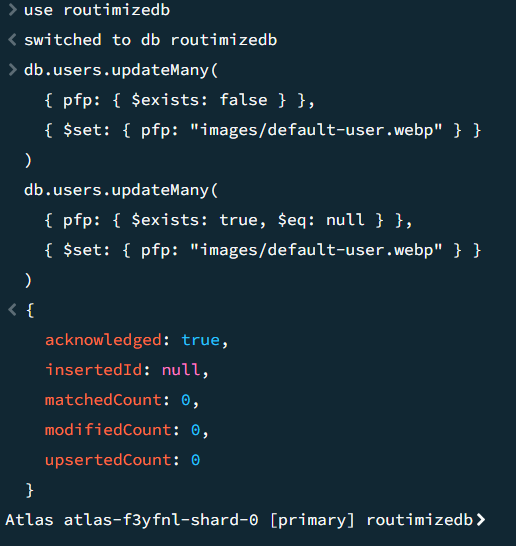 > use routimizedb
< switched to db routimizedb
> db.users.updateMany(
{ pfp: { $exists: false } },
{ $set: { pfp: "images/default-user.webp" } }
)
db.users.updateMany(
{ pfp: { $exists: true, $eq: null } },
{ $set: { pfp: "images/default-user.webp" } }
)
< {
acknowledged: true,
insertedId: null,
matchedCount: 0,
modifiedCount: 0,
upsertedCount: 0
}
Atlas atlas-f3yfnl-shard-0 [primary] routimizedb>